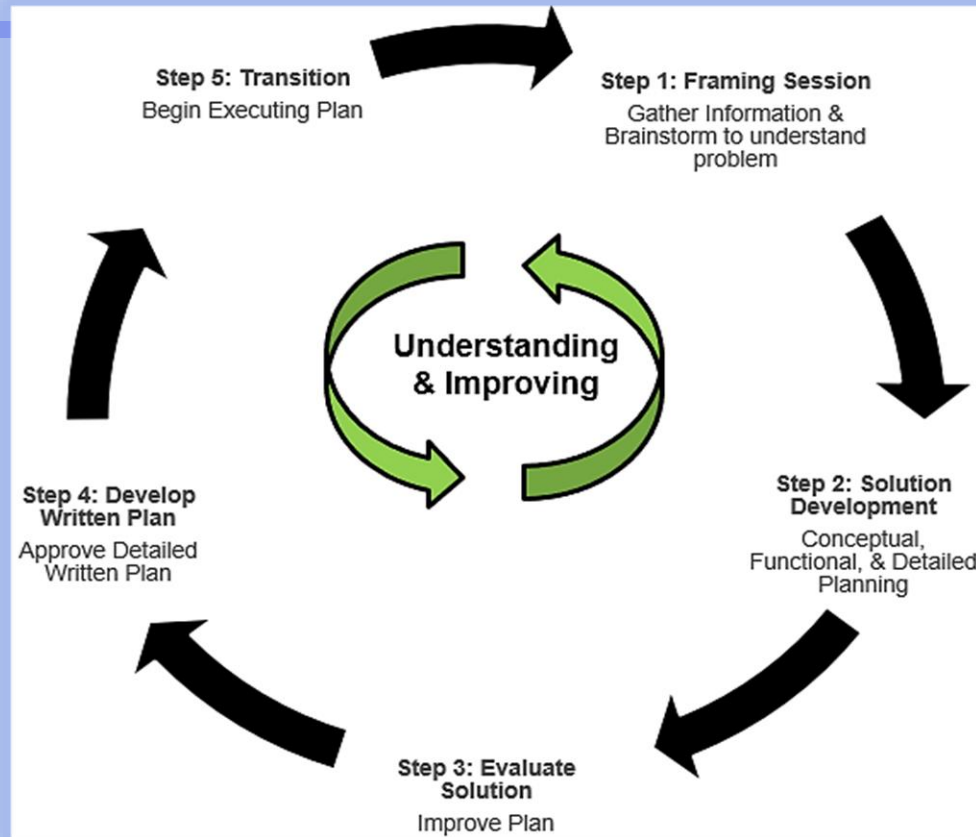 Step 1: Framing Session
Gather Information &
Brainstorm to understand
problem
Step 2: Solution
Development
Conceptual,
Functional, & Detailed
Planning
Step 3: Evaluate
Solution
Improve Plan
Step 4: Develop
Written Plan
Approve Detailed
Written Plan
Step 5: Transition
Begin Executing Plan
Understanding
& Improving